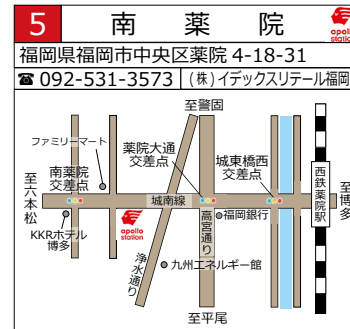 5 南薬院 apollo station
福岡県福岡市中央区薬院 4-18-31
☎ 092-531-3573 (株)イデックスリテール福岡
至警固
ファミリーマート
薬院大通
交差点
城東橋西
交差点
南薬院
交差点
至六本松
城南線
西鉄薬院駅
至博多
KKRホテル
博多
apollo station
高宮通り
福岡銀行
浄水通り
九州エネルギー館
至平尾